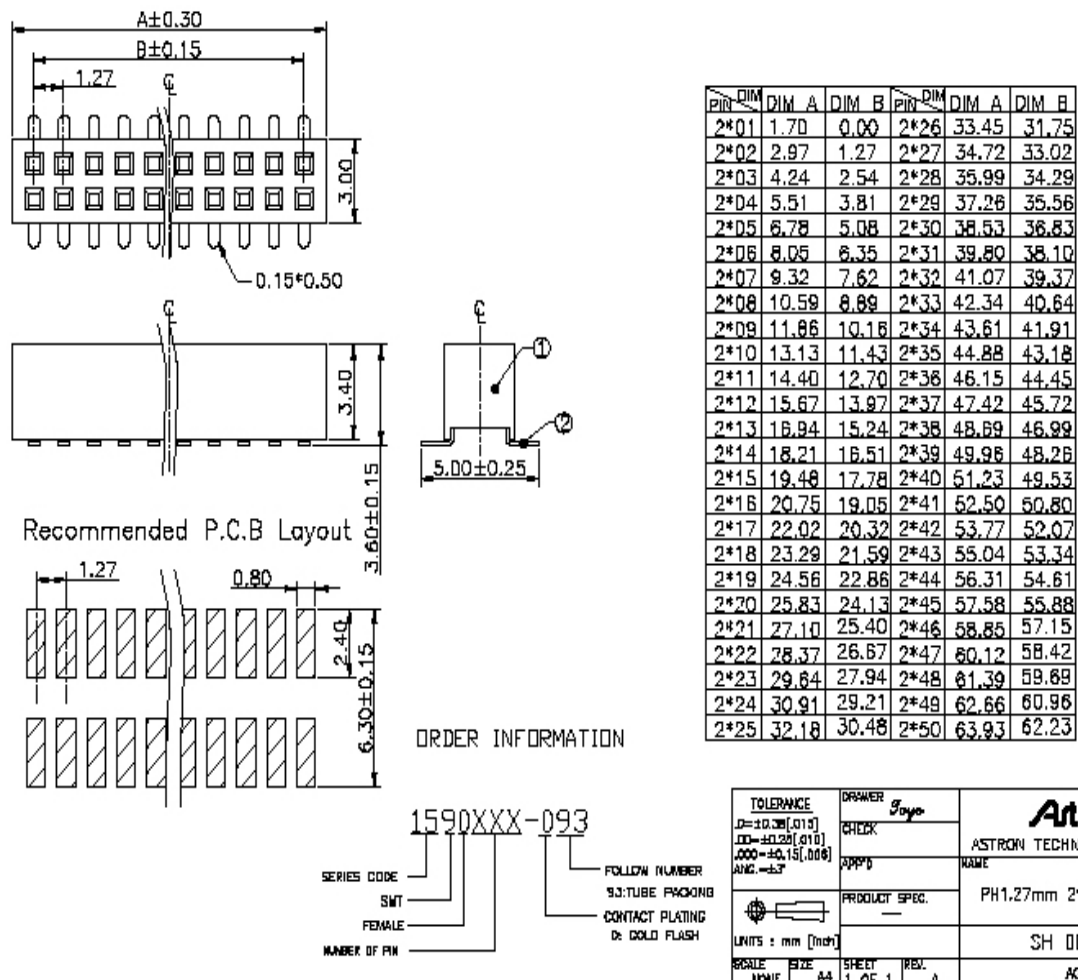 A±0.30
B±0.15
1.27
3.00
0.15*0.50
3.40
3.60±0.15
①
②
5.00±0.25
Recommended P.C.B Layout
1.27
0.80
2.40
6.30±0.15
PIN DIM DIM A DIM B PIN DIM DIM A DIM B
2*01 1.70 0.00 2*26 33.45 31.75
2*02 2.97 1.27 2*27 34.72 33.02
2*03 4.24 2.54 2*28 35.99 34.29
2*04 5.51 3.81 2*29 37.26 35.56
2*05 6.78 5.08 2*30 38.53 36.83
2*06 8.05 6.35 2*31 39.80 38.10
2*07 9.32 7.62 2*32 41.07 39.37
2*08 10.59 8.89 2*33 42.34 40.64
2*09 11.86 10.16 2*34 43.61 41.91
2*10 13.13 11.43 2*35 44.88 43.18
2*11 14.40 12.70 2*36 46.15 44.45
2*12 15.67 13.97 2*37 47.42 45.72
2*13 16.94 15.24 2*38 48.69 46.99
2*14 18.21 16.51 2*39 49.96 48.26
2*15 19.48 17.78 2*40 51.23 49.53
2*16 20.75 19.05 2*41 52.50 50.80
2*17 22.02 20.32 2*42 53.77 52.07
2*18 23.29 21.59 2*43 55.04 53.34
2*19 24.56 22.86 2*44 56.31 54.61
2*20 25.83 24.13 2*45 57.58 55.88
2*21 27.10 25.40 2*46 58.85 57.15
2*22 28.37 26.67 2*47 60.12 58.42
2*23 29.64 27.94 2*48 61.39 59.69
2*24 30.91 29.21 2*49 62.66 60.96
2*25 32.18 30.48 2*50 63.93 62.23
ORDER INFORMATION
1590XXX-093
SERIES CODE
SMT
FEMALE
NUMBER OF PIN
FOLLOW NUMBER
93:TUBE PACKING
CONTACT PLATING
0: GOLD FLASH
TOLERANCE
.0=±0.38[.015]
.00=±0.25[.010]
.000=±0.15[.006]
ANG.=±3°
UNITS : mm [inch]
SCALE NONE
SIZE A4
DRAWER
CHECK
APP'D
PRODUCT SPEC.
—
SHEET 1 OF 1
REV. A
ASTRON TECHN
NAME
PH1.27mm 2
SH